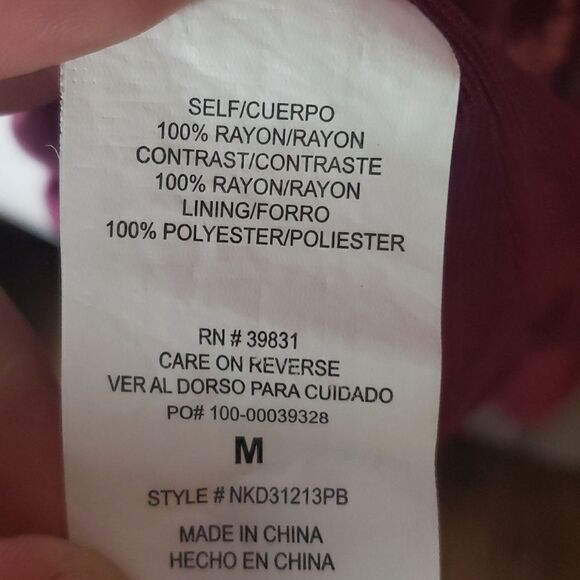 SELF/CUERPO
100% RAYON/RAYON
CONTRAST/CONTRASTE
100% RAYON/RAYON
LINING/FORRO
100% POLYESTER/POLIESTER
RN # 39831
CARE ON REVERSE
VER AL DORSO PARA CUIDADO
PO# 100-00039328
M
STYLE # NKD31213PB
MADE IN CHINA
HECHO EN CHINA